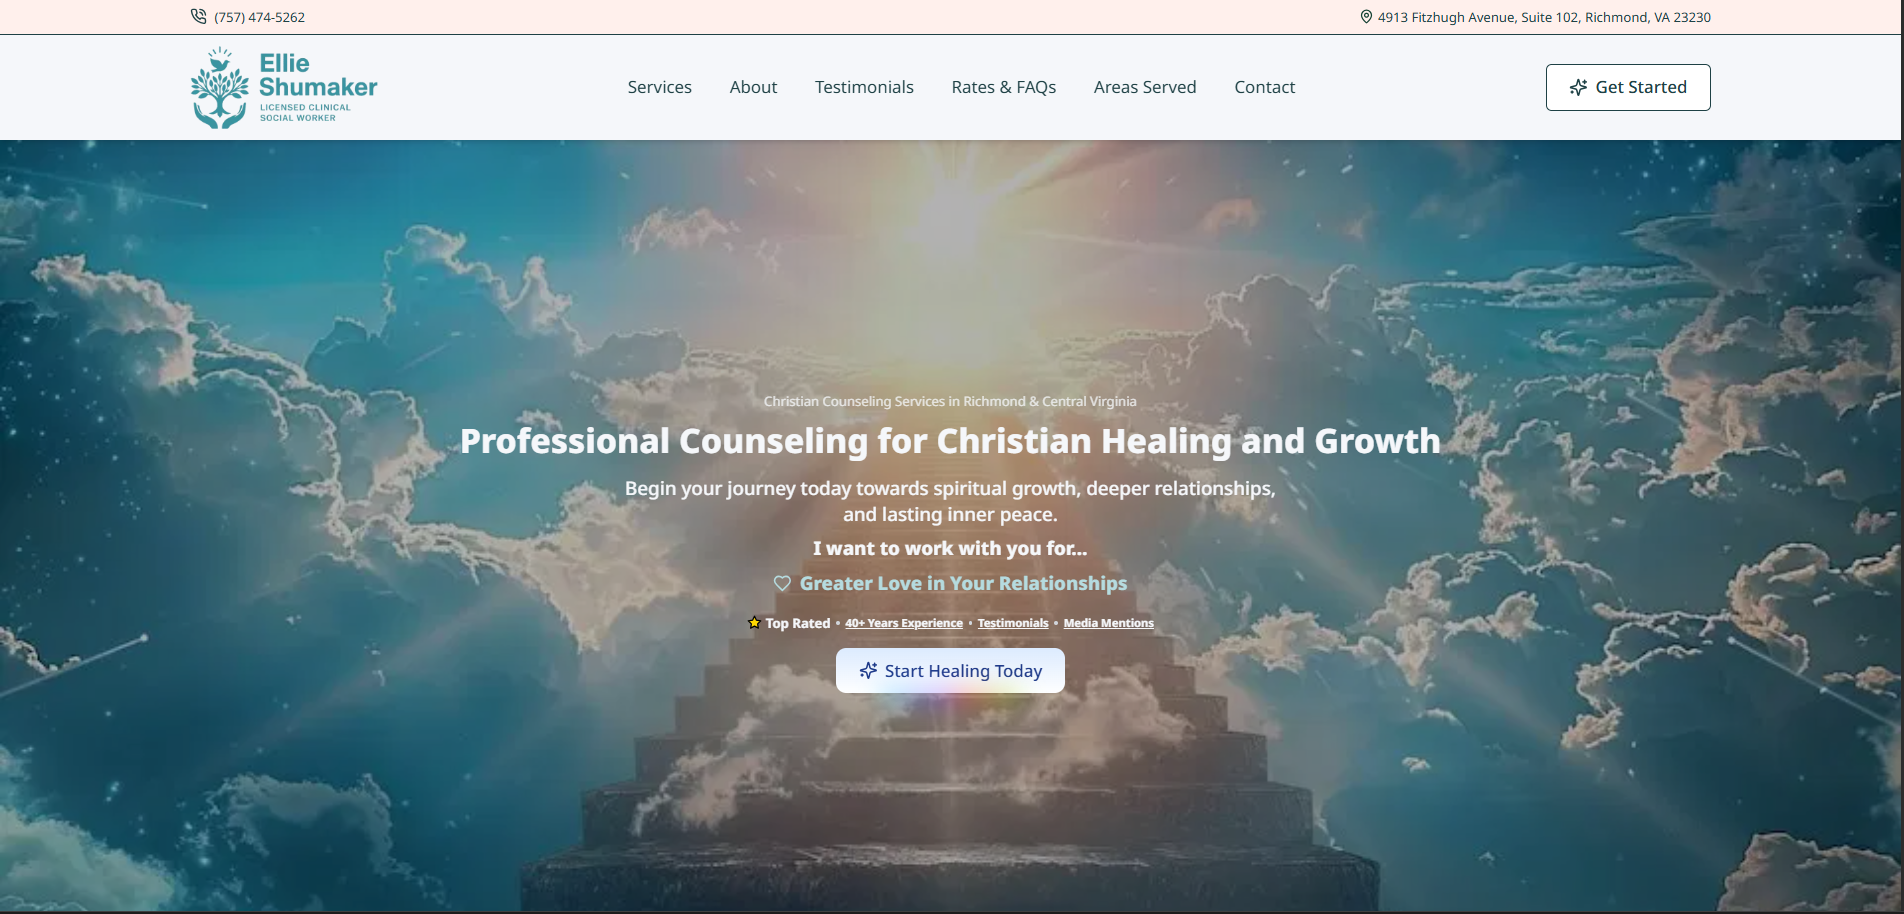 (757) 474-5262
4913 Fitzhugh Avenue, Suite 102, Richmond, VA 23230
Ellie
Shumaker
LICENSED CLINICAL
SOCIAL WORKER
Services
About
Testimonials
Rates & FAQs
Areas Served
Contact
Get Started
Christian Counseling Services in Richmond & Central Virginia
Professional Counseling for Christian Healing and Growth
Begin your journey today towards spiritual growth, deeper relationships,
and lasting inner peace.
I want to work with you for...
Greater Love in Your Relationships
Top Rated • 40+ Years Experience • Testimonials • Media Mentions
Start Healing Today